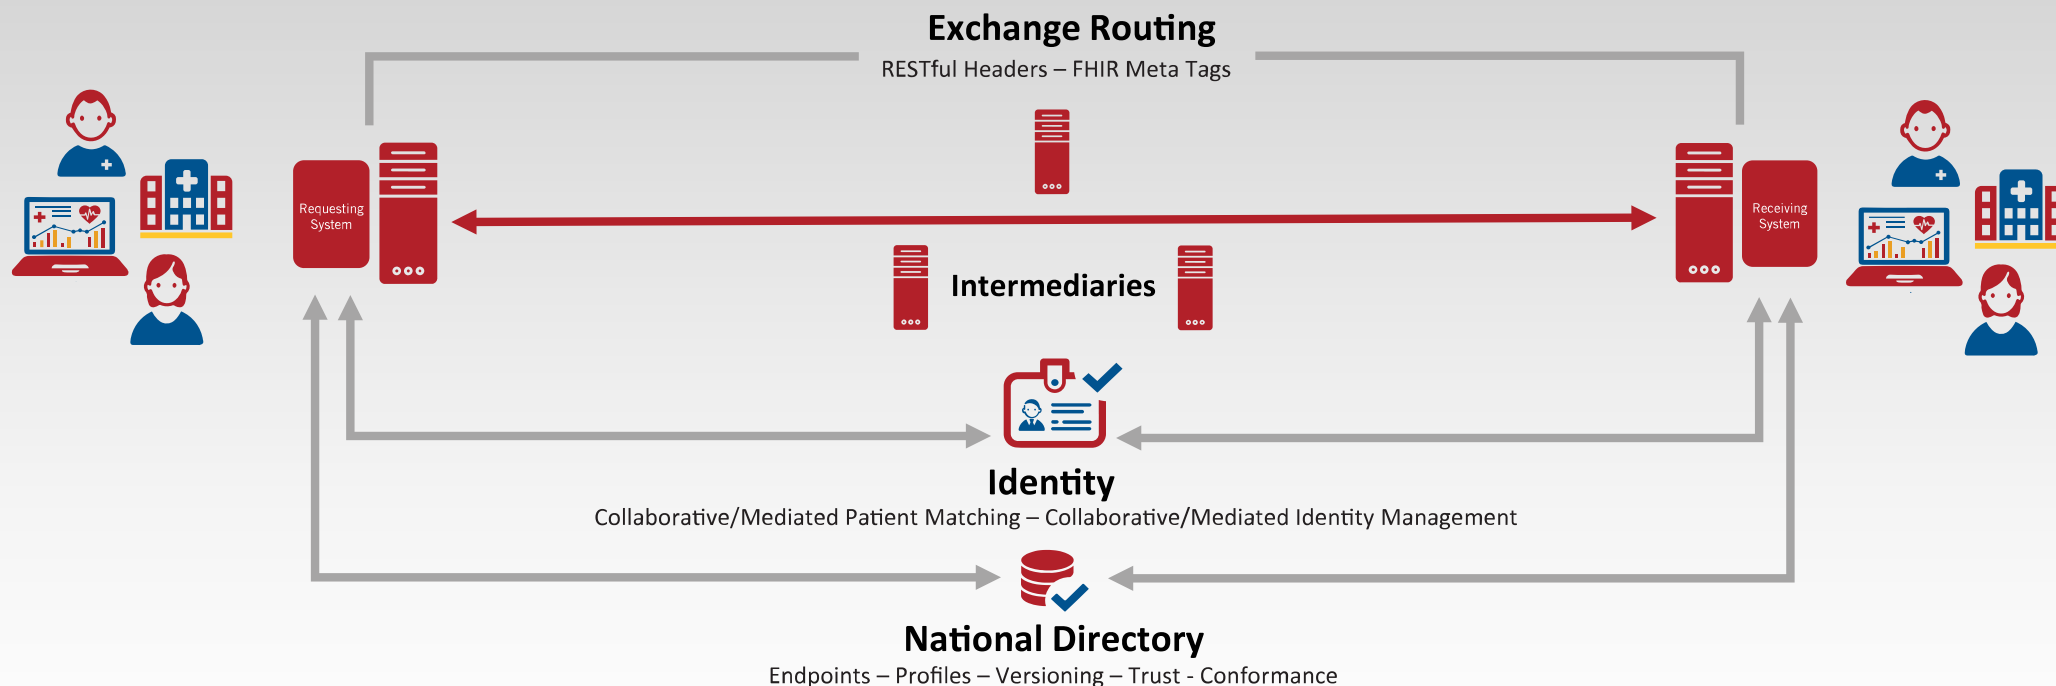 Exchange Routing
RESTful Headers – FHIR Meta Tags
Requesting
System
Receiving
System
Intermediaries
Identity
Collaborative/Mediated Patient Matching – Collaborative/Mediated Identity Management
National Directory
Endpoints – Profiles – Versioning – Trust - Conformance